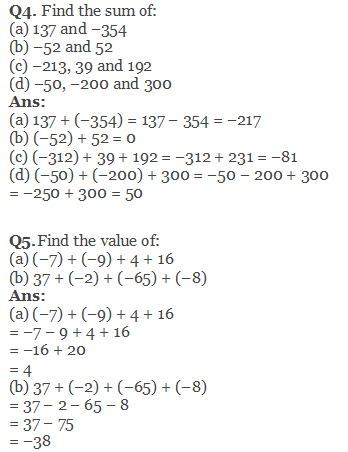 Q4. Find the sum of:
(a) 137 and −354
(b) −52 and 52
(c) −213, 39 and 192
(d) −50, −200 and 300
Ans:
(a) 137 + (−354) = 137 − 354 = −217
(b) (−52) + 52 = 0
(c) (−312) + 39 + 192 = −312 + 231 = −81
(d) (−50) + (−200) + 300 = −50 − 200 + 300
= −250 + 300 = 50
Q5. Find the value of:
(a) (−7) + (−9) + 4 + 16
(b) 37 + (−2) + (−65) + (−8)
Ans:
(a) (−7) + (−9) + 4 + 16
= −7 − 9 + 4 + 16
= −16 + 20
= 4
(b) 37 + (−2) + (−65) + (−8)
= 37 − 2 − 65 − 8
= 37 − 75
= −38